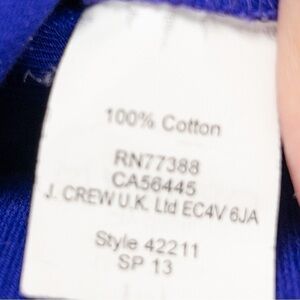 100% Cotton
RN77388
CA56445
J. CREW U.K. Ltd EC4V 6JA
Style 42211
SP 13